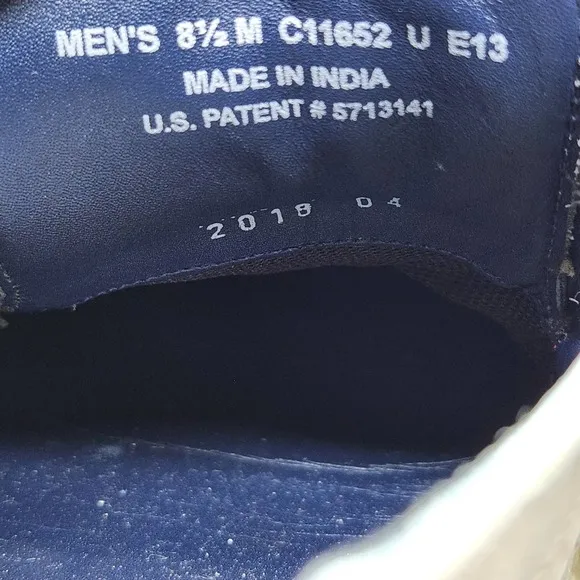 MEN'S 8½ M C11652 U E13
MADE IN INDIA
U.S. PATENT # 5713141
2018 04